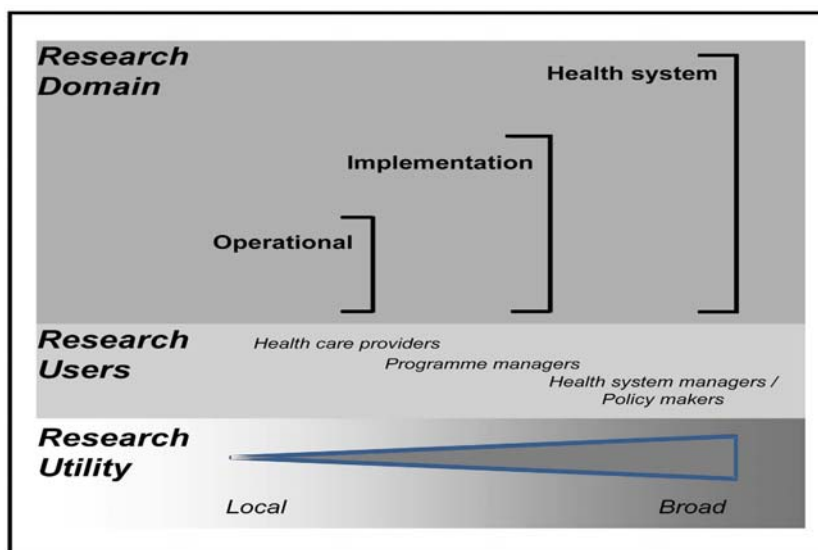 Research
Domain
Health system
Implementation
Operational
Research
Users
Health care providers
Programme managers
Health system managers /
Policy makers
Research
Utility
Local
Broad